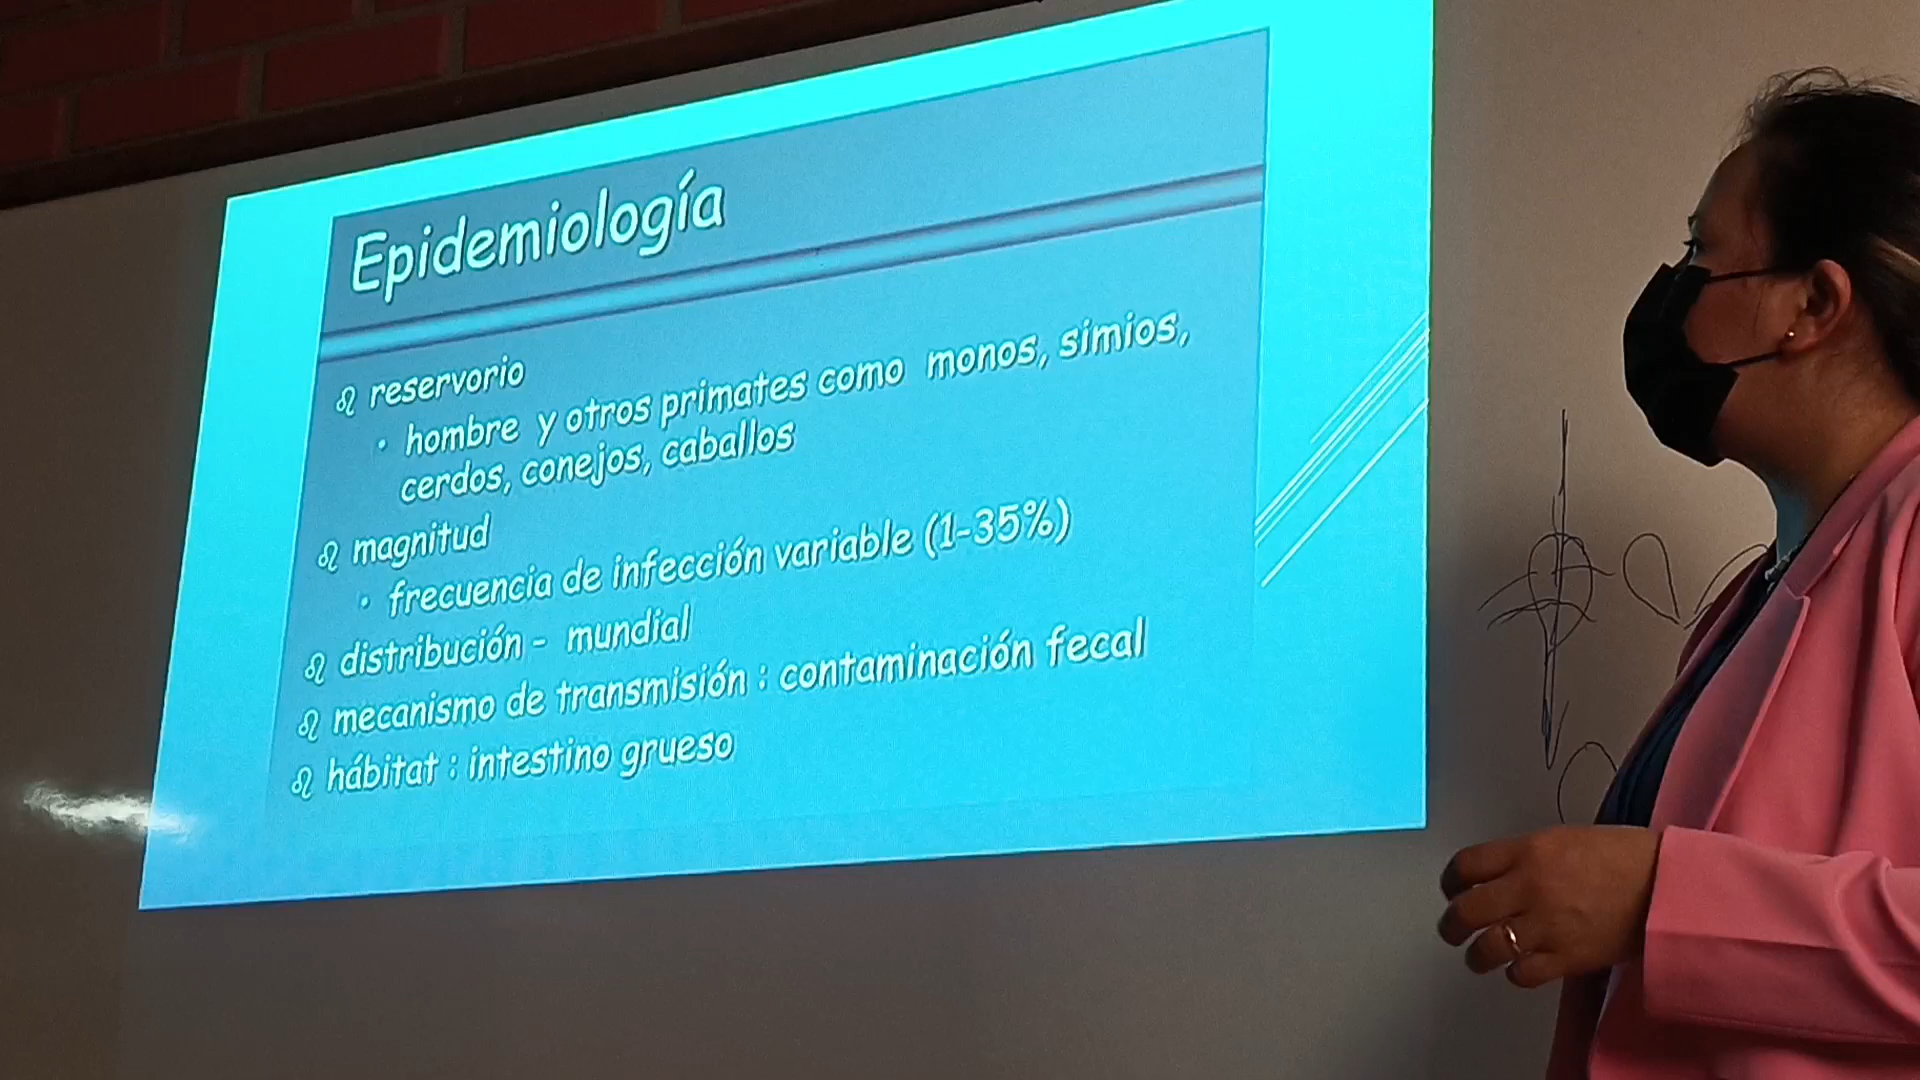 Epidemiología
reservorio
• hombre y otros primates como monos, simios,
cerdos, conejos, caballos
magnitud
• frecuencia de infección variable (1-35%)
distribución - mundial
mecanismo de transmisión : contaminación fecal
hábitat : intestino grueso